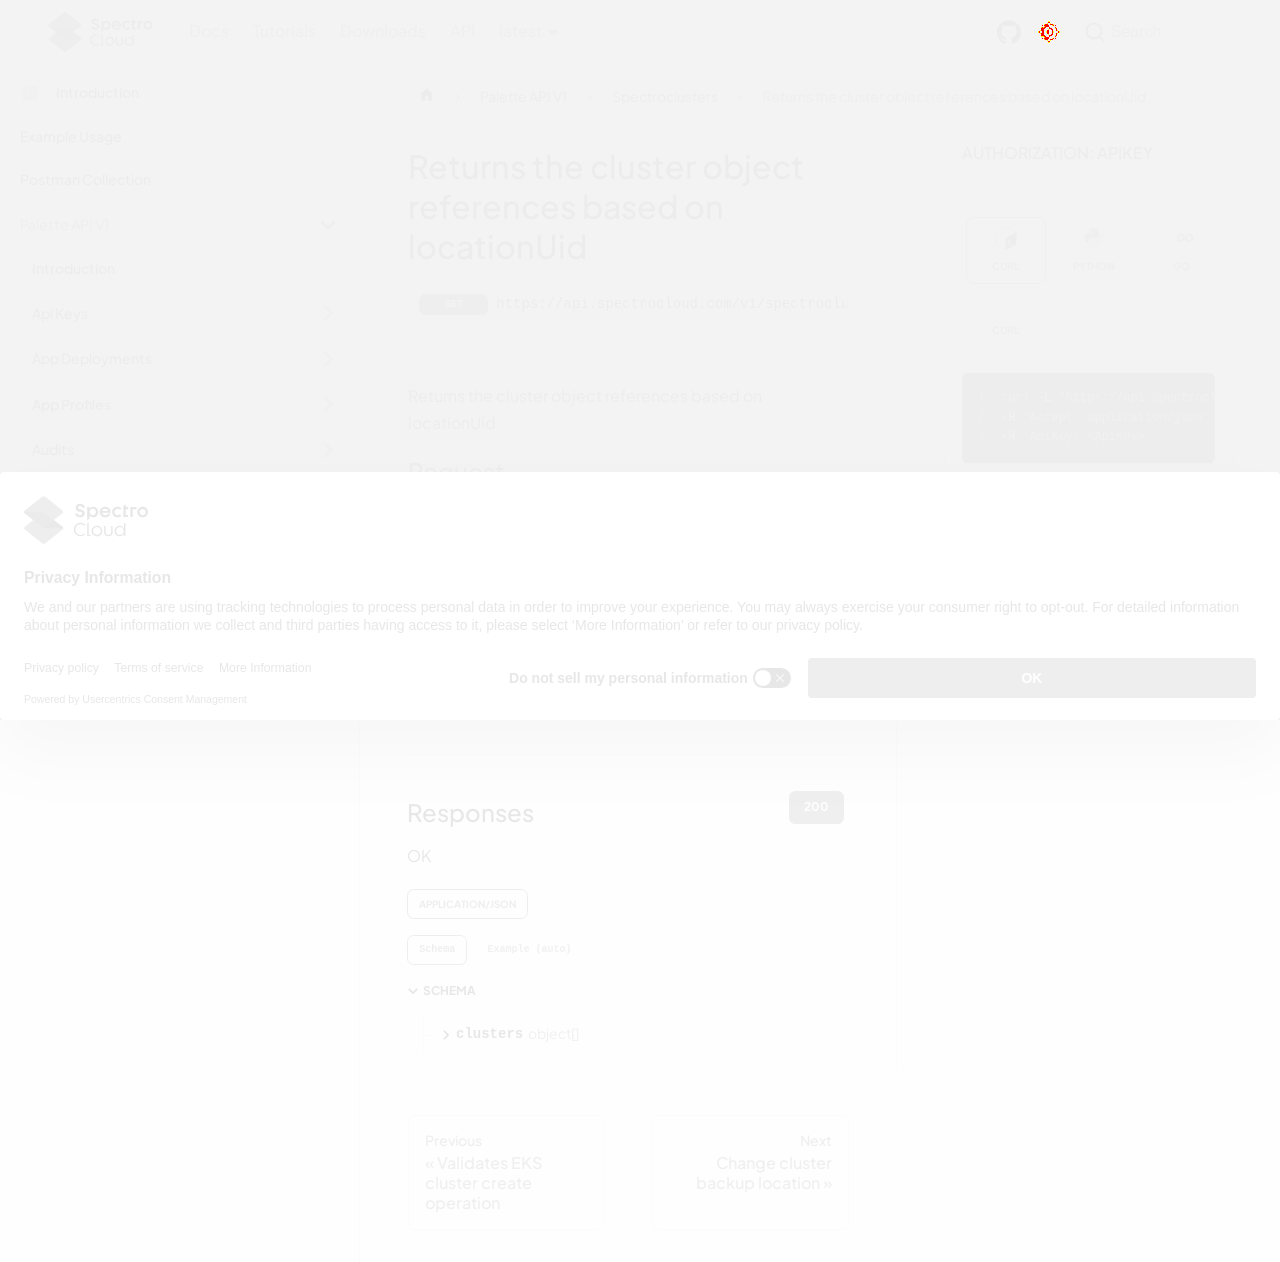 Spectro
Cloud
Docs Tutorials Downloads API latest
Search
Introduction
Example Usage
Postman Collection
Palette API V1
Introduction
Api Keys
App Deployments
App Profiles
Audits
Palette API V1
Spectroclusters
Returns the cluster object references based on locationUid
Returns the cluster object
references based on
locationUid
GET https://api.spectrocloud.com/v1/spectroclu
Returns the cluster object references based on
locationUid
Request
AUTHORIZATION: APIKEY
CURL PYTHON GO
CURL
Spectro
Cloud
Privacy Information
We and our partners are using tracking technologies to process personal data in order to improve your experience. You may always exercise your consumer right to opt-out. For detailed information
about personal information we collect and third parties having access to it, please select ‘More Information’ or refer to our privacy policy.
Privacy policy Terms of service More Information
Powered by Usercentrics Consent Management
Do not sell my personal information
OK
Responses
200
OK
APPLICATION/JSON
Schema Example (auto)
SCHEMA
clusters object[]
Previous
« Validates EKS
cluster create
operation
Next
Change cluster
backup location »